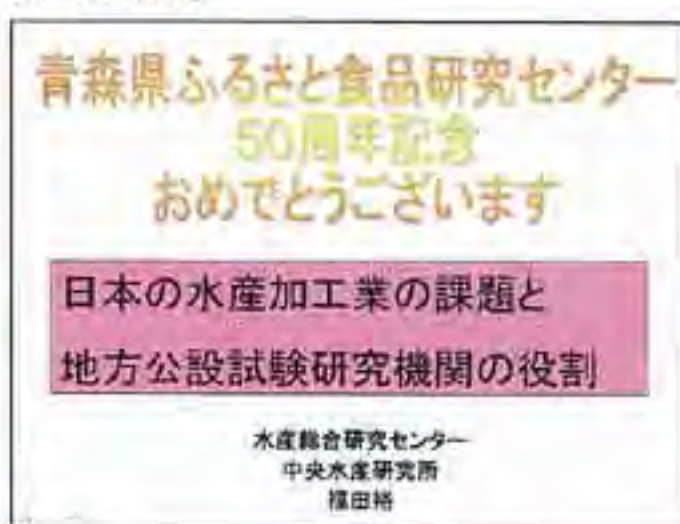 青森県ふるさと食品研究センター
50周年記念
おめでとうございます
日本の水産加工業の課題と
地方公設試験研究機関の役割
水産総合研究センター
中央水産研究所
福田裕